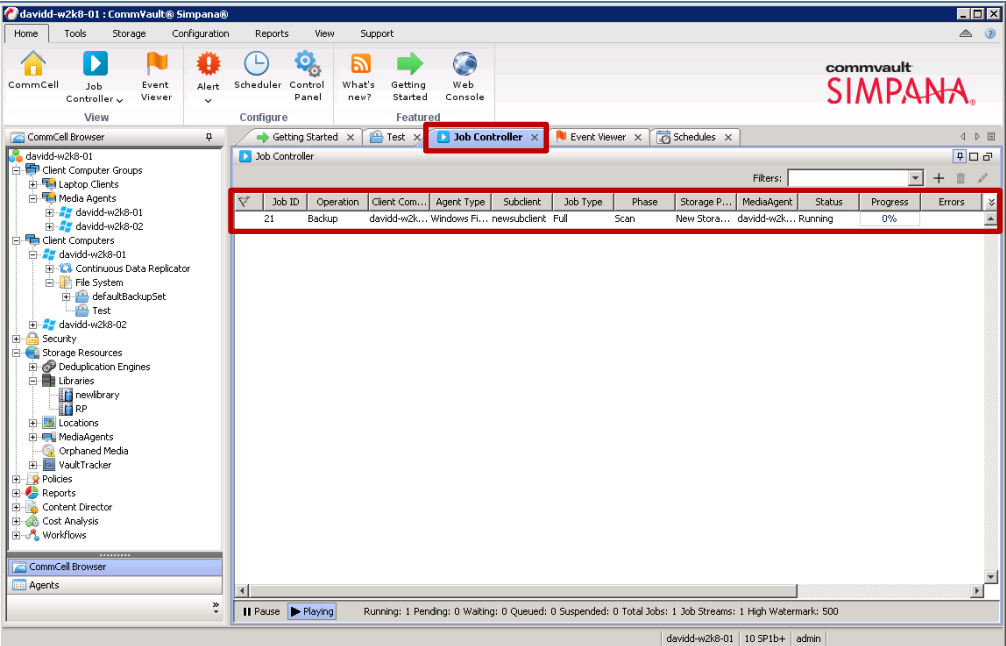 davidd-w2k8-01 : CommVault® Simpana®
Home Tools Storage Configuration Reports View Support
CommCell Job Controller Event Viewer Alert Scheduler Control Panel What's new? Getting Started Web Console
View Configure Featured
commvault
SIMPANA®
CommCell Browser
Getting Started Test Job Controller Event Viewer Schedules
Job Controller
Filters:
Job ID Operation Client Com... Agent Type Subclient Job Type Phase Storage P... MediaAgent Status Progress Errors
21 Backup davidd-w2k... Windows Fi... newsubclient Full Scan New Stora... davidd-w2k... Running 0%
davidd-w2k8-01
Client Computer Groups
Laptop Clients
Media Agents
davidd-w2k8-01
davidd-w2k8-02
Client Computers
davidd-w2k8-01
Continuous Data Replicator
File System
defaultBackupSet
Test
davidd-w2k8-02
Security
Storage Resources
Deduplication Engines
Libraries
newlibrary
RP
Locations
MediaAgents
Orphaned Media
VaultTracker
Policies
Reports
Content Director
Cost Analysis
Workflows
CommCell Browser
Agents
Pause Playing Running: 1 Pending: 0 Waiting: 0 Queued: 0 Suspended: 0 Total Jobs: 1 Job Streams: 1 High Watermark: 500
davidd-w2k8-01 10 SP1b+ admin